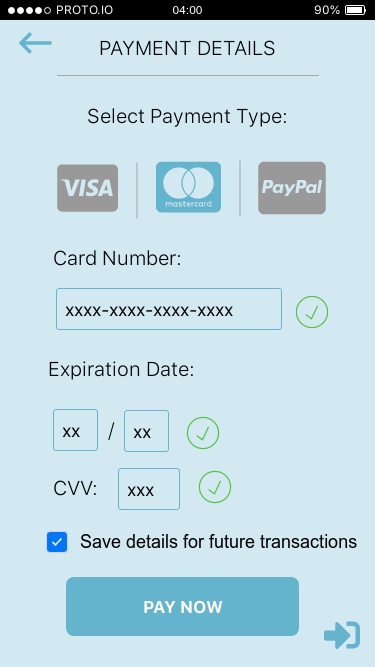 PROTO.IO 04:00 90%
PAYMENT DETAILS
Select Payment Type:
VISA mastercard PayPal
Card Number:
xxxx-xxxx-xxxx-xxxx
Expiration Date:
xx / xx
CVV: xxx
Save details for future transactions
PAY NOW